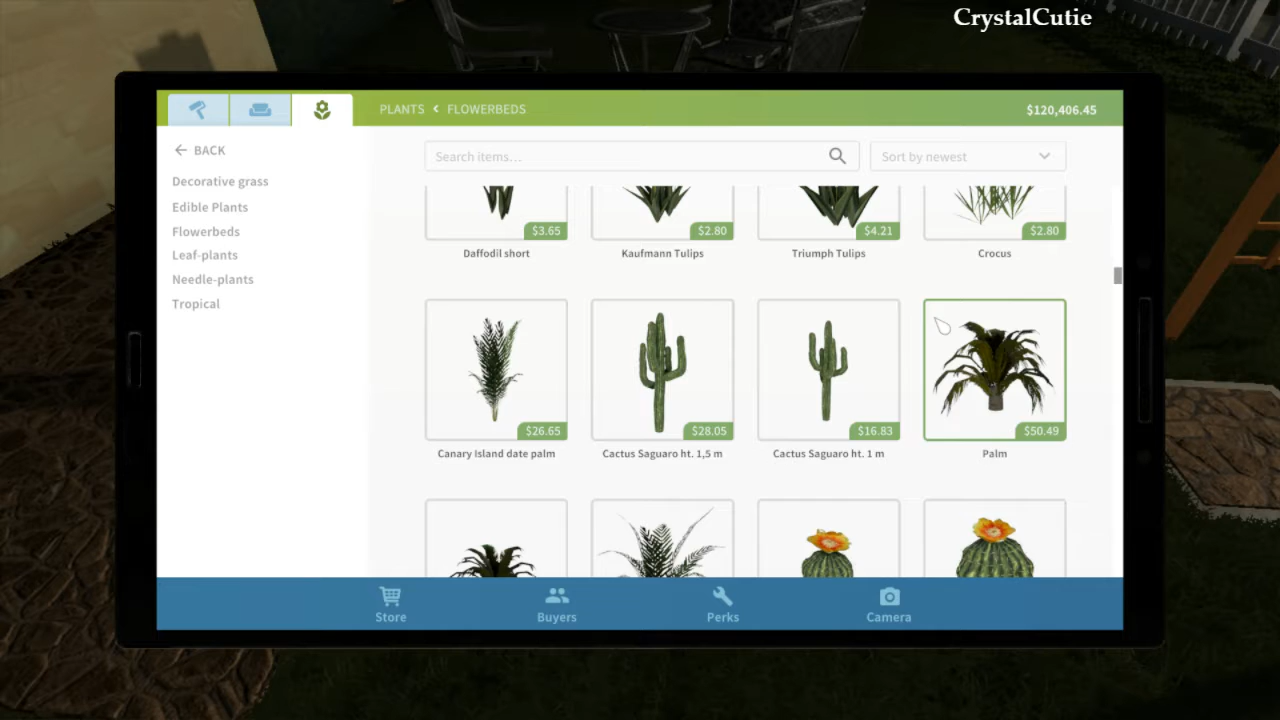 CrystalCutie
PLANTS < FLOWERBEDS
$120,406.45
BACK
Search items...
Sort by newest
Decorative grass
Edible Plants
Flowerbeds
Leaf-plants
Needle-plants
Tropical
$3.65
$2.80
$4.21
$2.80
Daffodil short
Kaufmann Tulips
Triumph Tulips
Crocus
$26.65
$28.05
$16.83
$50.49
Canary Island date palm
Cactus Saguaro ht. 1,5 m
Cactus Saguaro ht. 1 m
Palm
Store
Buyers
Perks
Camera